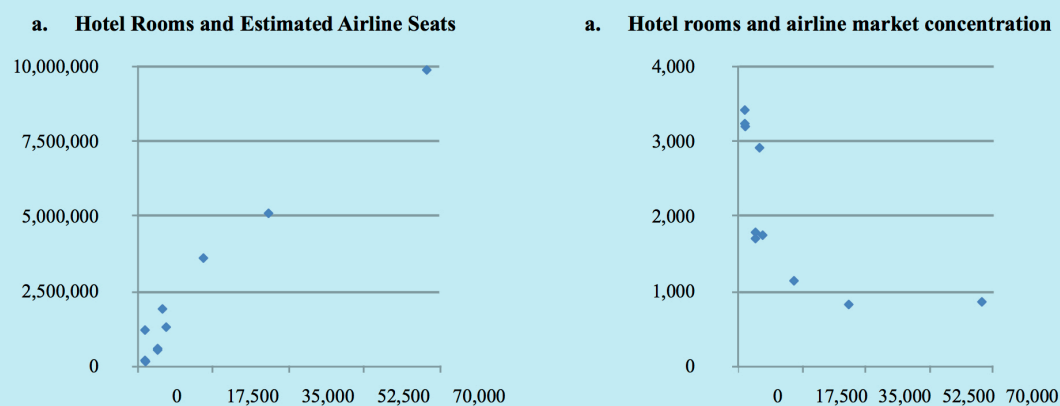 a. Hotel Rooms and Estimated Airline Seats
10,000,000
7,500,000
5,000,000
2,500,000
0
0 17,500 35,000 52,500 70,000
a. Hotel rooms and airline market concentration
4,000
3,000
2,000
1,000
0
0 17,500 35,000 52,500 70,000